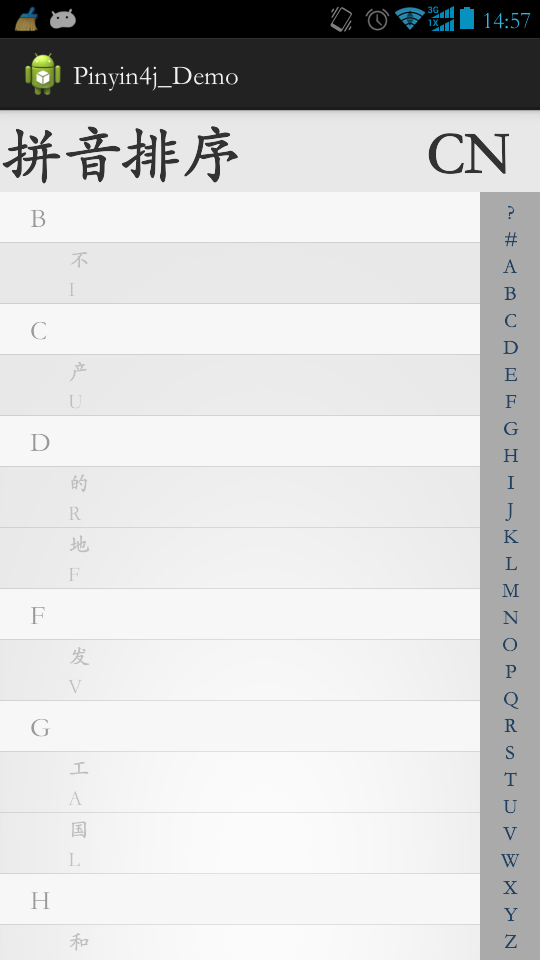 3G
1X
14:57
Pinyin4j_Demo
拼音排序 CN
B
不
I
C
产
U
D
的
R
地
F
F
发
V
G
工
A
国
L
H
和
?
#
A
B
C
D
E
F
G
H
I
J
K
L
M
N
O
P
Q
R
S
T
U
V
W
X
Y
Z